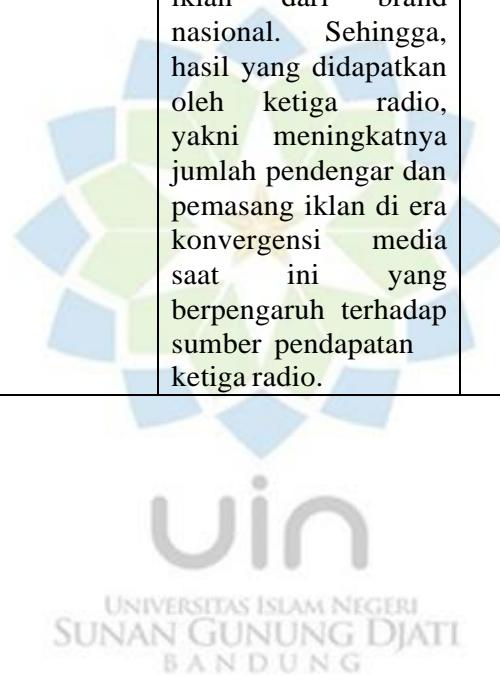 iklan dari brand
nasional. Sehingga,
hasil yang didapatkan
oleh ketiga radio,
yakni meningkatnya
jumlah pendengar dan
pemasang iklan di era
konvergensi media
saat ini yang
berpengaruh terhadap
sumber pendapatan
ketiga radio.
uin
UNIVERSITAS ISLAM NEGERI
SUNAN GUNUNG DJATI
BANDUNG